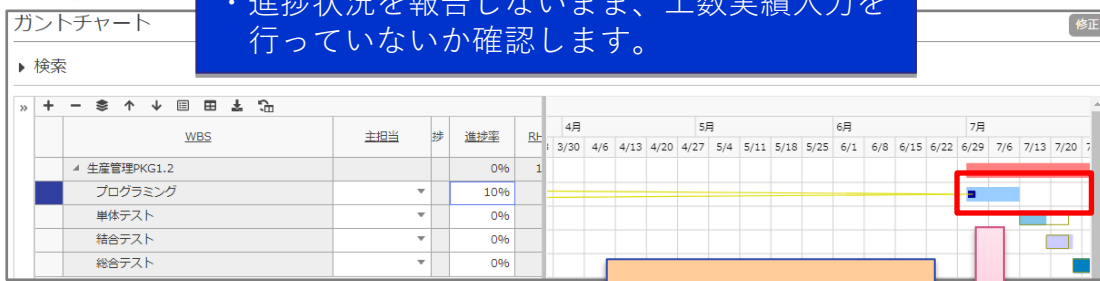 ・進捗状況を報告しないまま、工数実績入力を
行っていないか確認します。
ガントチャート
修正
検索
WBS 主担当 捗 進捗率 RH 4月 5月 6月 7月
3/30 4/6 4/13 4/20 4/27 5/4 5/11 5/18 5/25 6/1 6/8 6/15 6/22 6/29 7/6 7/13 7/20
生産管理PKG1.2 0% 1
プログラミング 10%
単体テスト 0%
結合テスト 0%
総合テスト 0%